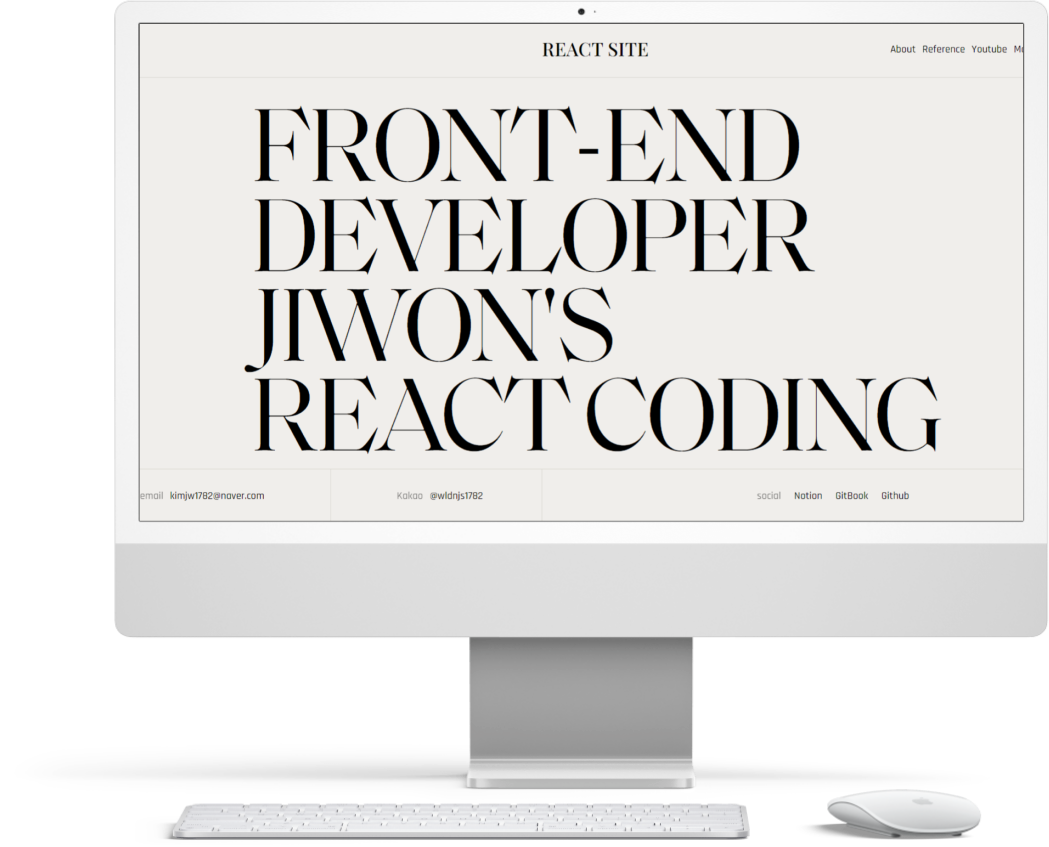 REACT SITE
About Reference Youtube
FRONT-END
DEVELOPER
JIWON'S
REACT CODING
email kimjw1782@naver.com
Kakao @wldnjs1782
social Notion GitBook Github